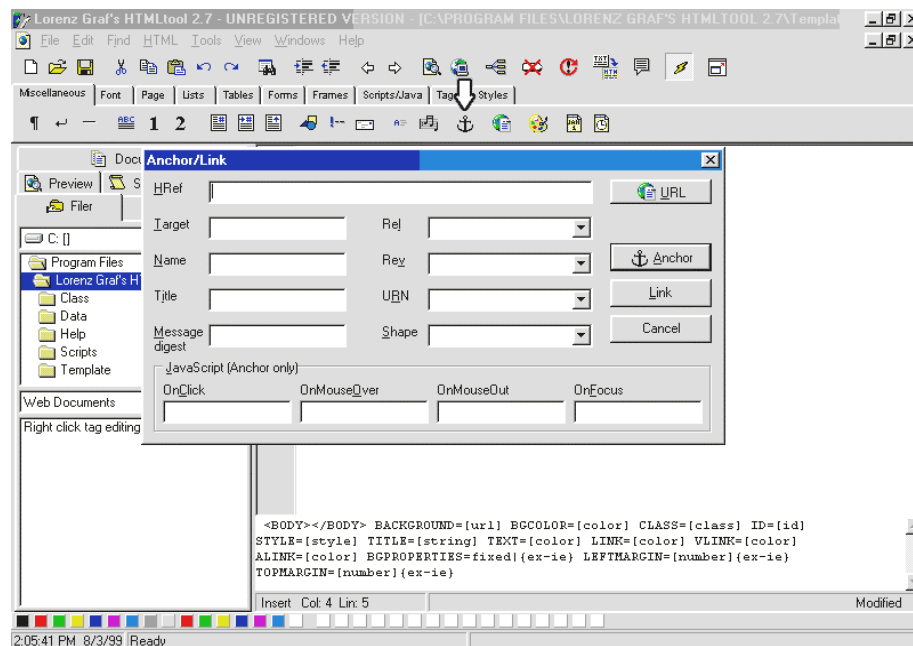 Lorenz Graf's HTMLtool 2.7 - UNREGISTERED VERSION - [C:\PROGRAM FILES\LORENZ GRAF'S HTMLTOOL 2.7\Templa
File Edit Find HTML Tools View Windows Help
Miscellaneous Font Page Lists Tables Forms Frames Scripts/Java Tag Styles
ABC 1 2
Docu
Preview S
Filer
C: []
Program Files
Lorenz Graf's H
Class
Data
Help
Scripts
Template
Web Documents
Right click tag editing
Anchor/Link
HRef URL
Target Rel
Name Rev Anchor
Title URN Link
Message digest Shape Cancel
JavaScript (Anchor only)
OnClick OnMouseOver OnMouseOut OnFocus
<BODY></BODY> BACKGROUND=[url] BGCOLOR=[color] CLASS=[class] ID=[id]
STYLE=[style] TITLE=[string] TEXT=[color] LINK=[color] VLINK=[color]
ALINK=[color] BGPROPERTIES=fixed|{ex-ie} LEFTMARGIN=[number]{ex-ie}
TOPMARGIN=[number]{ex-ie}
Insert Col: 4 Lin: 5 Modified
2:05:41 PM 8/3/99 Ready